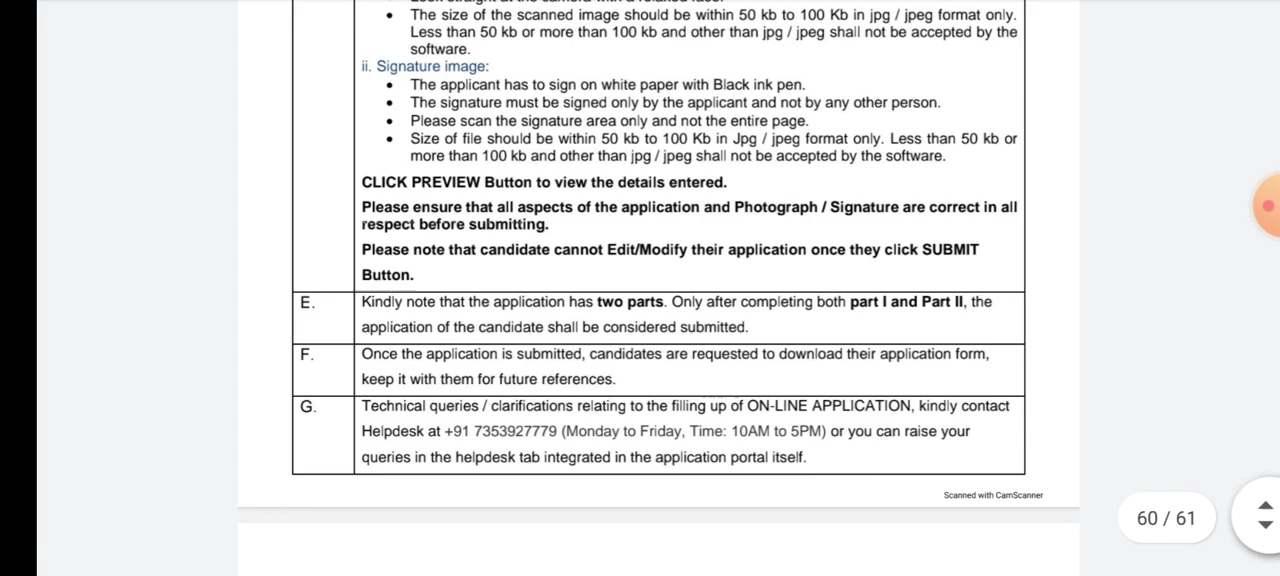 The size of the scanned image should be within 50 kb to 100 Kb in jpg / jpeg format only.
Less than 50 kb or more than 100 kb and other than jpg / jpeg shall not be accepted by the
software.
ii. Signature image:
The applicant has to sign on white paper with Black ink pen.
The signature must be signed only by the applicant and not by any other person.
Please scan the signature area only and not the entire page.
Size of file should be within 50 kb to 100 Kb in Jpg / jpeg format only. Less than 50 kb or
more than 100 kb and other than jpg / jpeg shall not be accepted by the software.
CLICK PREVIEW Button to view the details entered.
Please ensure that all aspects of the application and Photograph / Signature are correct in all
respect before submitting.
Please note that candidate cannot Edit/Modify their application once they click SUBMIT
Button.
E. Kindly note that the application has two parts. Only after completing both part I and Part II, the
application of the candidate shall be considered submitted.
F. Once the application is submitted, candidates are requested to download their application form,
keep it with them for future references.
G. Technical queries / clarifications relating to the filling up of ON-LINE APPLICATION, kindly contact
Helpdesk at +91 7353927779 (Monday to Friday, Time: 10AM to 5PM) or you can raise your
queries in the helpdesk tab integrated in the application portal itself.
Scanned with CamScanner
60 / 61